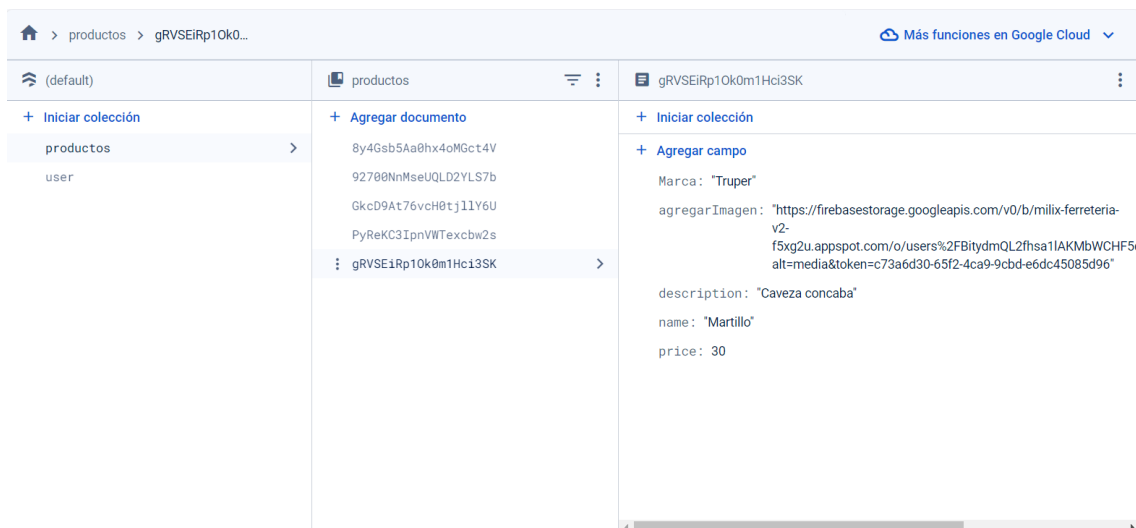 productos > gRVSEiRp1Ok0…
Más funciones en Google Cloud
(default)
productos
gRVSEiRp1Ok0m1Hci3SK
+ Iniciar colección
+ Agregar documento
+ Iniciar colección
productos
user
8y4Gsb5Aa0hx4oMGct4V
92700NnMseUQLD2YLS7b
GkcD9At76vcH0tjllY6U
PyReKC3IpnVWTexcbw2s
gRVSEiRp1Ok0m1Hci3SK
+ Agregar campo
Marca: "Truper"
agregarImagen: "https://firebasestorage.googleapis.com/v0/b/milix-ferreteria-
v2-
f5xg2u.appspot.com/o/users%2FBitydmQL2fhsa1lAKMbWCHF5
alt=media&token=c73a6d30-65f2-4ca9-9cbd-e6dc45085d96"
description: "Caveza concaba"
name: "Martillo"
price: 30